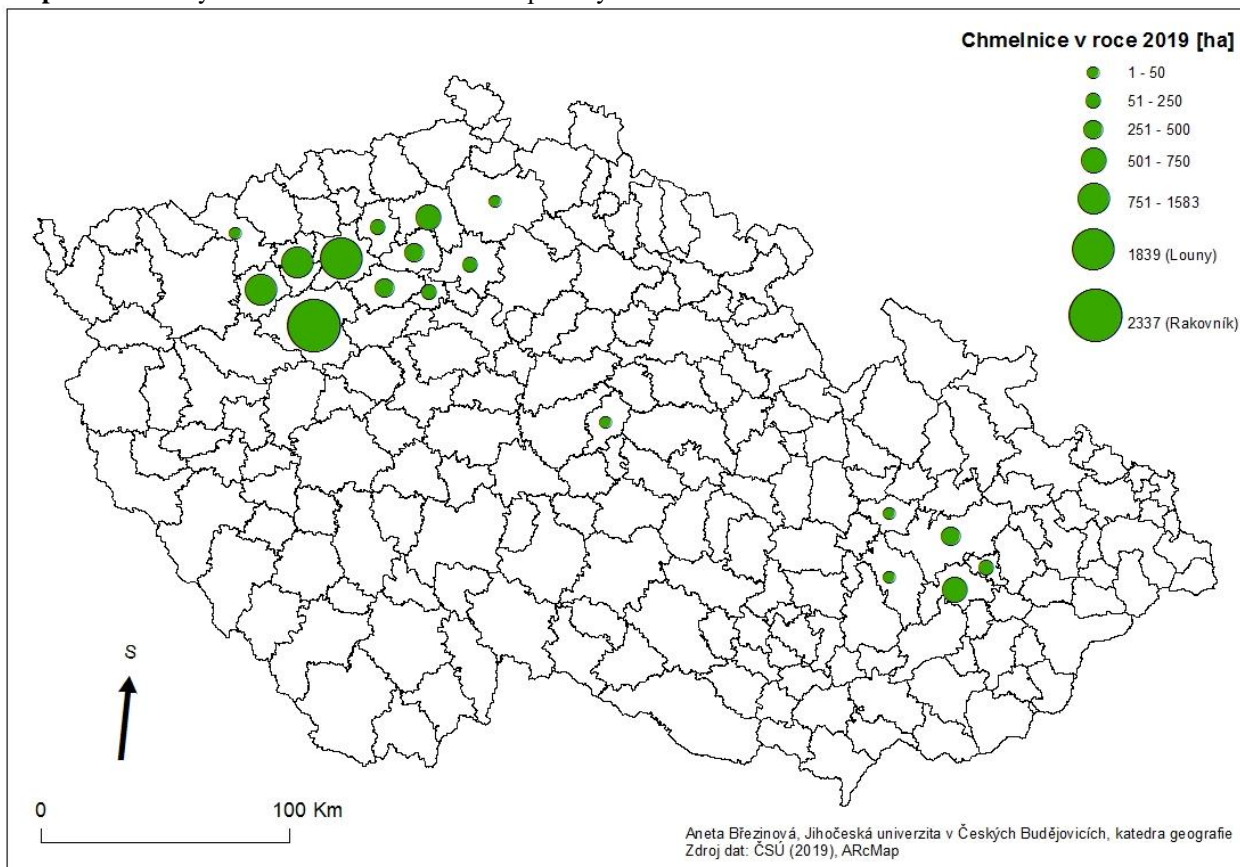 Chmelnice v roce 2019 [ha]
1 - 50
51 - 250
251 - 500
501 - 750
751 - 1583
1839 (Louny)
2337 (Rakovník)
S
0 100 Km
Aneta Březinová, Jihočeská univerzita v Českých Budějovicích, katedra geografie
Zdroj dat: ČSÚ (2019), ARcMap